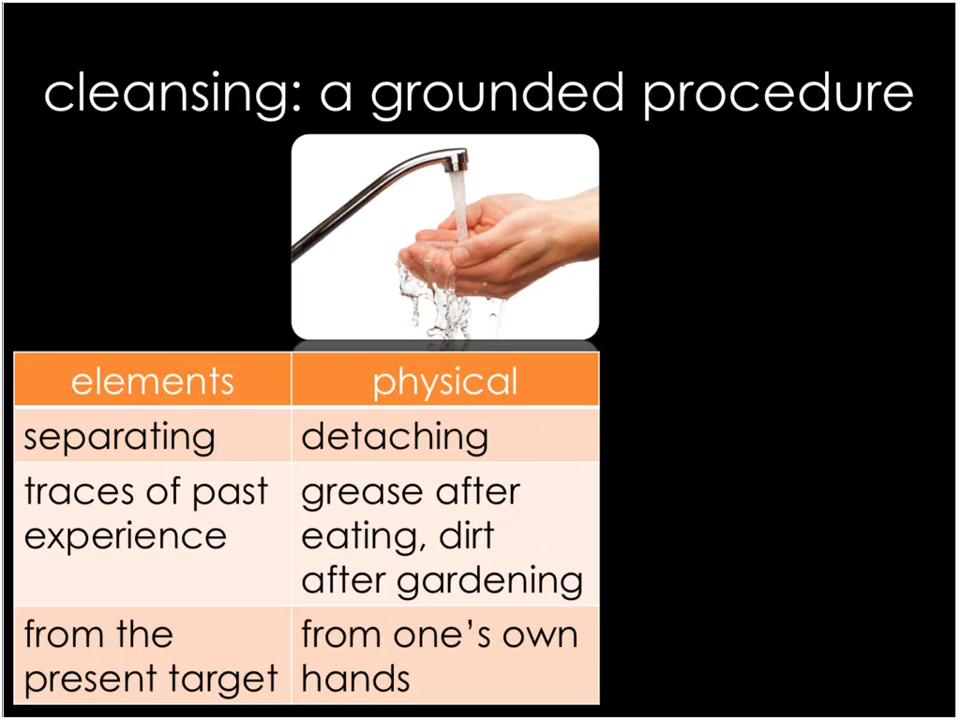 cleansing: a grounded procedure
elements
physical
separating
detaching
traces of past
experience
grease after
eating, dirt
after gardening
from the
present target
from one’s own
hands